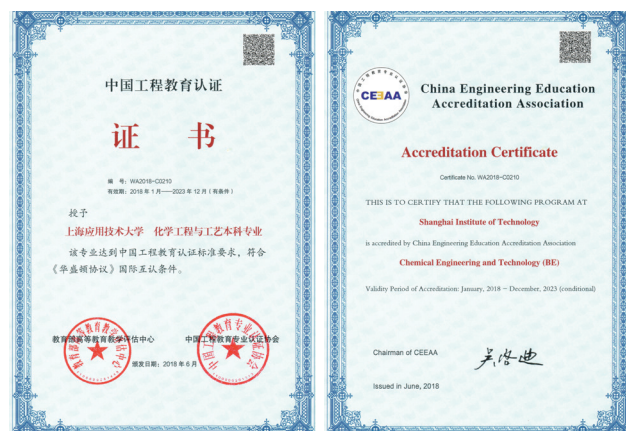 中国工程教育认证
证 书
编 号：WA2018-C0210
有效期：2018 年 1 月——2023 年 12 月（有条件）
授予
上海应用技术大学 化学工程与工艺本科专业
该专业达到中国工程教育认证标准要求，符合
《华盛顿协议》国际互认条件。
教育部高等教育教学评估中心 中国工程教育专业认证协会
颁发日期：2018 年 6 月
CEEAA
China Engineering Education
Accreditation Association
Accreditation Certificate
Certificate No. WA2018-C0210
THIS IS TO CERTIFY THAT THE FOLLOWING PROGRAM AT
Shanghai Institute of Technology
is accredited by China Engineering Education Accreditation Association
Chemical Engineering and Technology (BE)
Validity Period of Accreditation: January, 2018 - December, 2023 (conditional)
Chairman of CEEAA
吴启迪
Issued in June, 2018